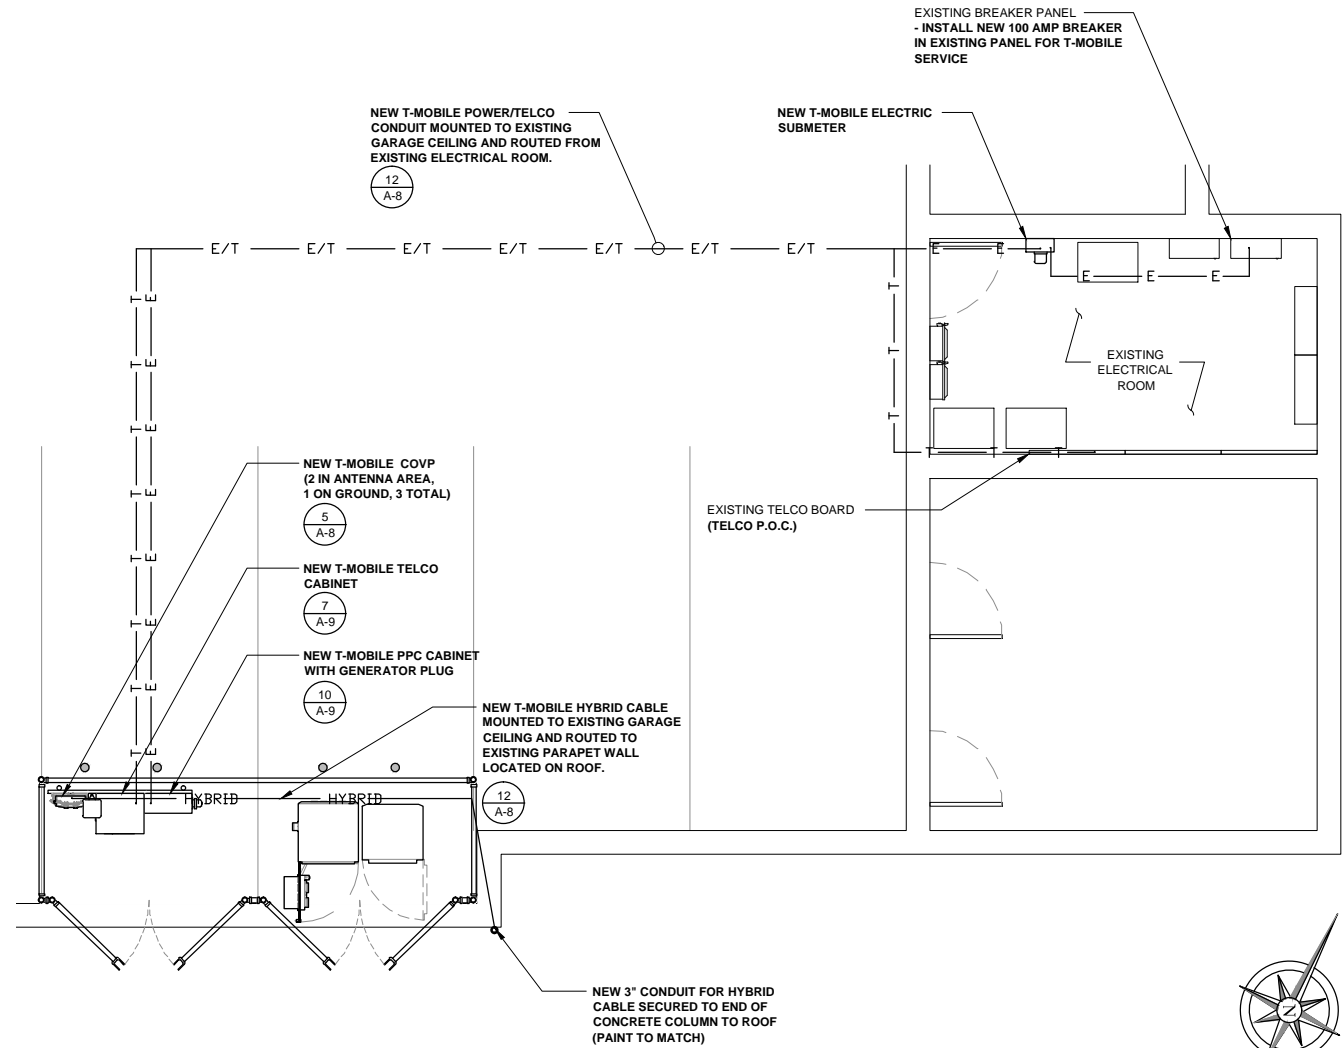 EXISTING BREAKER PANEL
- INSTALL NEW 100 AMP BREAKER
IN EXISTING PANEL FOR T-MOBILE
SERVICE
NEW T-MOBILE POWER/TELCO
CONDUIT MOUNTED TO EXISTING
GARAGE CEILING AND ROUTED FROM
EXISTING ELECTRICAL ROOM.
12
A-8
NEW T-MOBILE ELECTRIC
SUBMETER
E/T E/T E/T E/T E/T E/T E/T
E E
E E E
T E
T E
T E
T E
T E
T E
T E
T E
T
T
T
T T T
EXISTING
ELECTRICAL
ROOM
NEW T-MOBILE COVP
(2 IN ANTENNA AREA,
1 ON GROUND, 3 TOTAL)
5
A-8
EXISTING TELCO BOARD
(TELCO P.O.C.)
NEW T-MOBILE TELCO
CABINET
7
A-9
NEW T-MOBILE PPC CABINET
WITH GENERATOR PLUG
10
A-9
NEW T-MOBILE HYBRID CABLE
MOUNTED TO EXISTING GARAGE
CEILING AND ROUTED TO
EXISTING PARAPET WALL
LOCATED ON ROOF.
12
A-8
HYBRID HYBRID
NEW 3" CONDUIT FOR HYBRID
CABLE SECURED TO END OF
CONCRETE COLUMN TO ROOF
(PAINT TO MATCH)
N